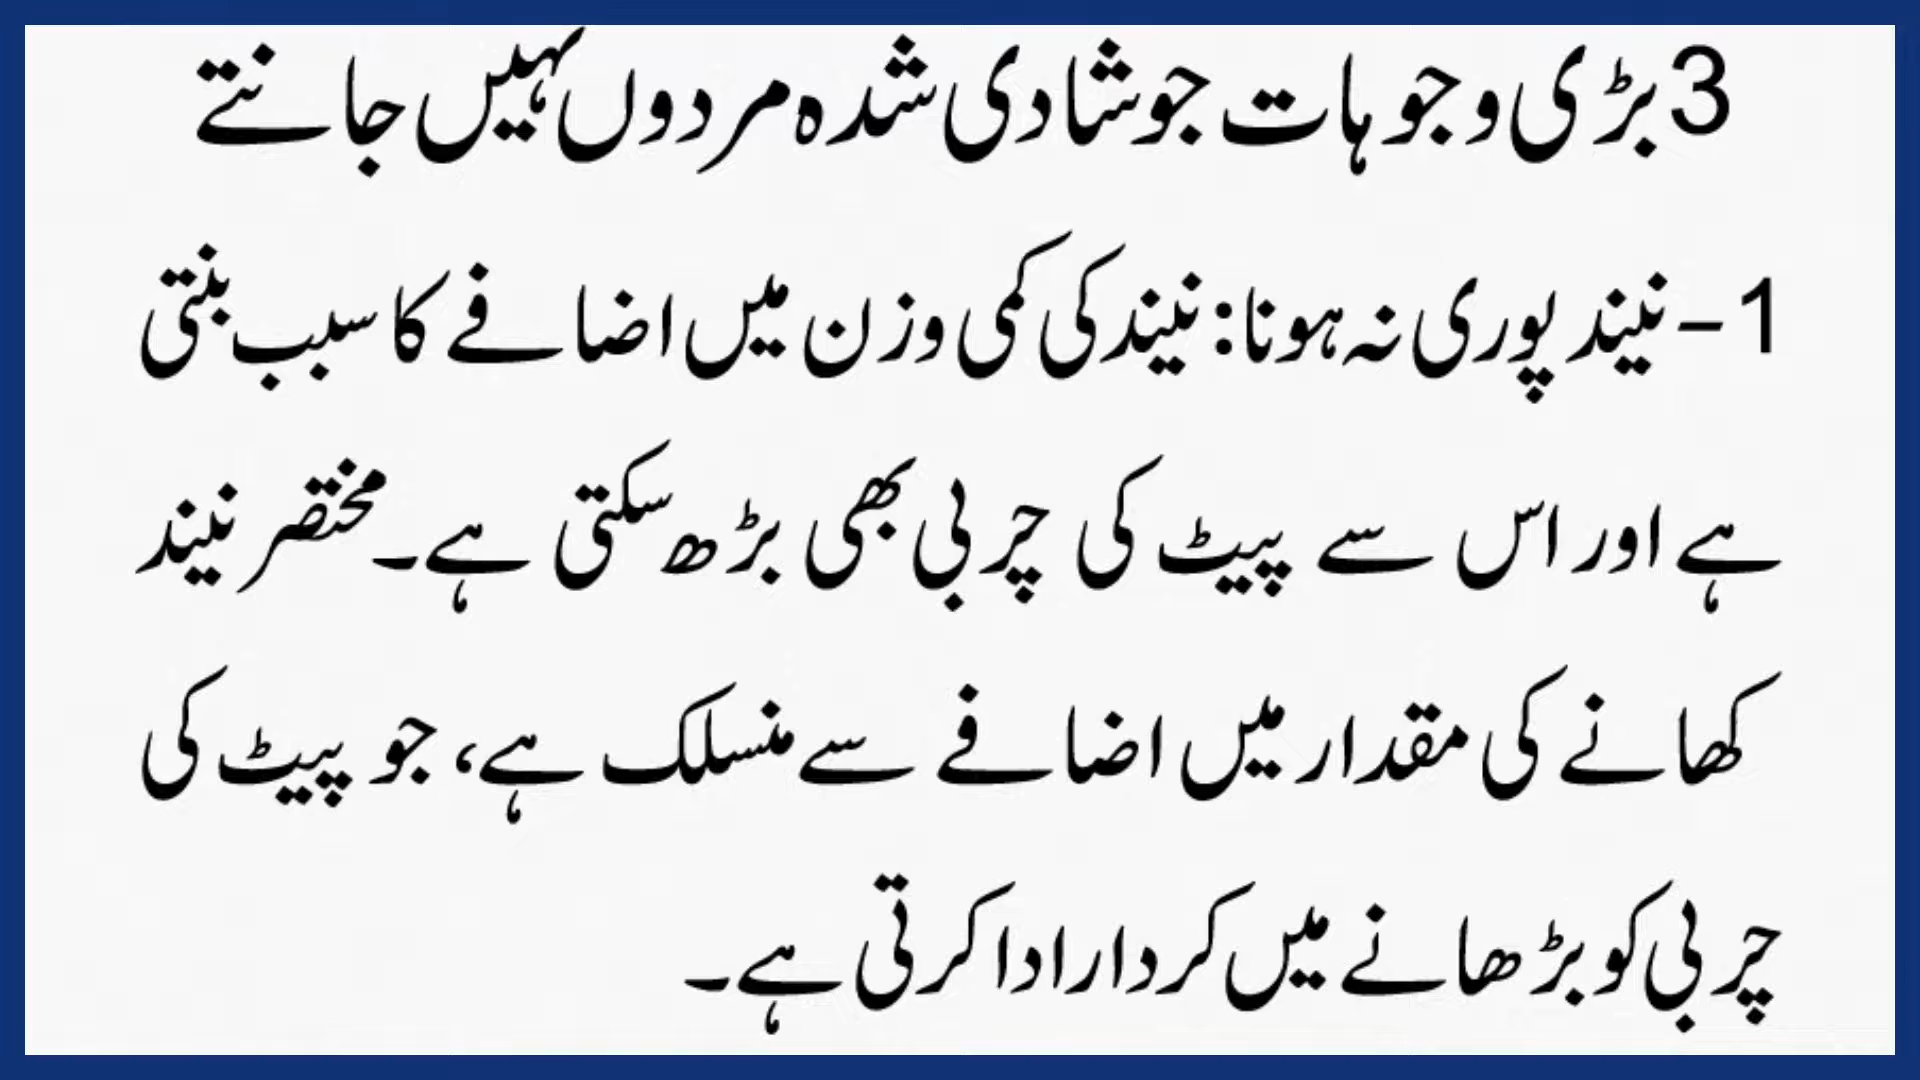 3 بڑی وجوہات جو شادی شدہ مردوں نہیں جانتے
1- نیند پوری نہ ہونا: نیند کی کمی وزن میں اضافے کا سبب بنتی
ہے اور اس سے پیٹ کی چربی بھی بڑھ سکتی ہے۔ مختصر نیند
کھانے کی مقدار میں اضافے سے منسلک ہے، جو پیٹ کی
چربی کو بڑھانے میں کردار ادا کرتی ہے۔